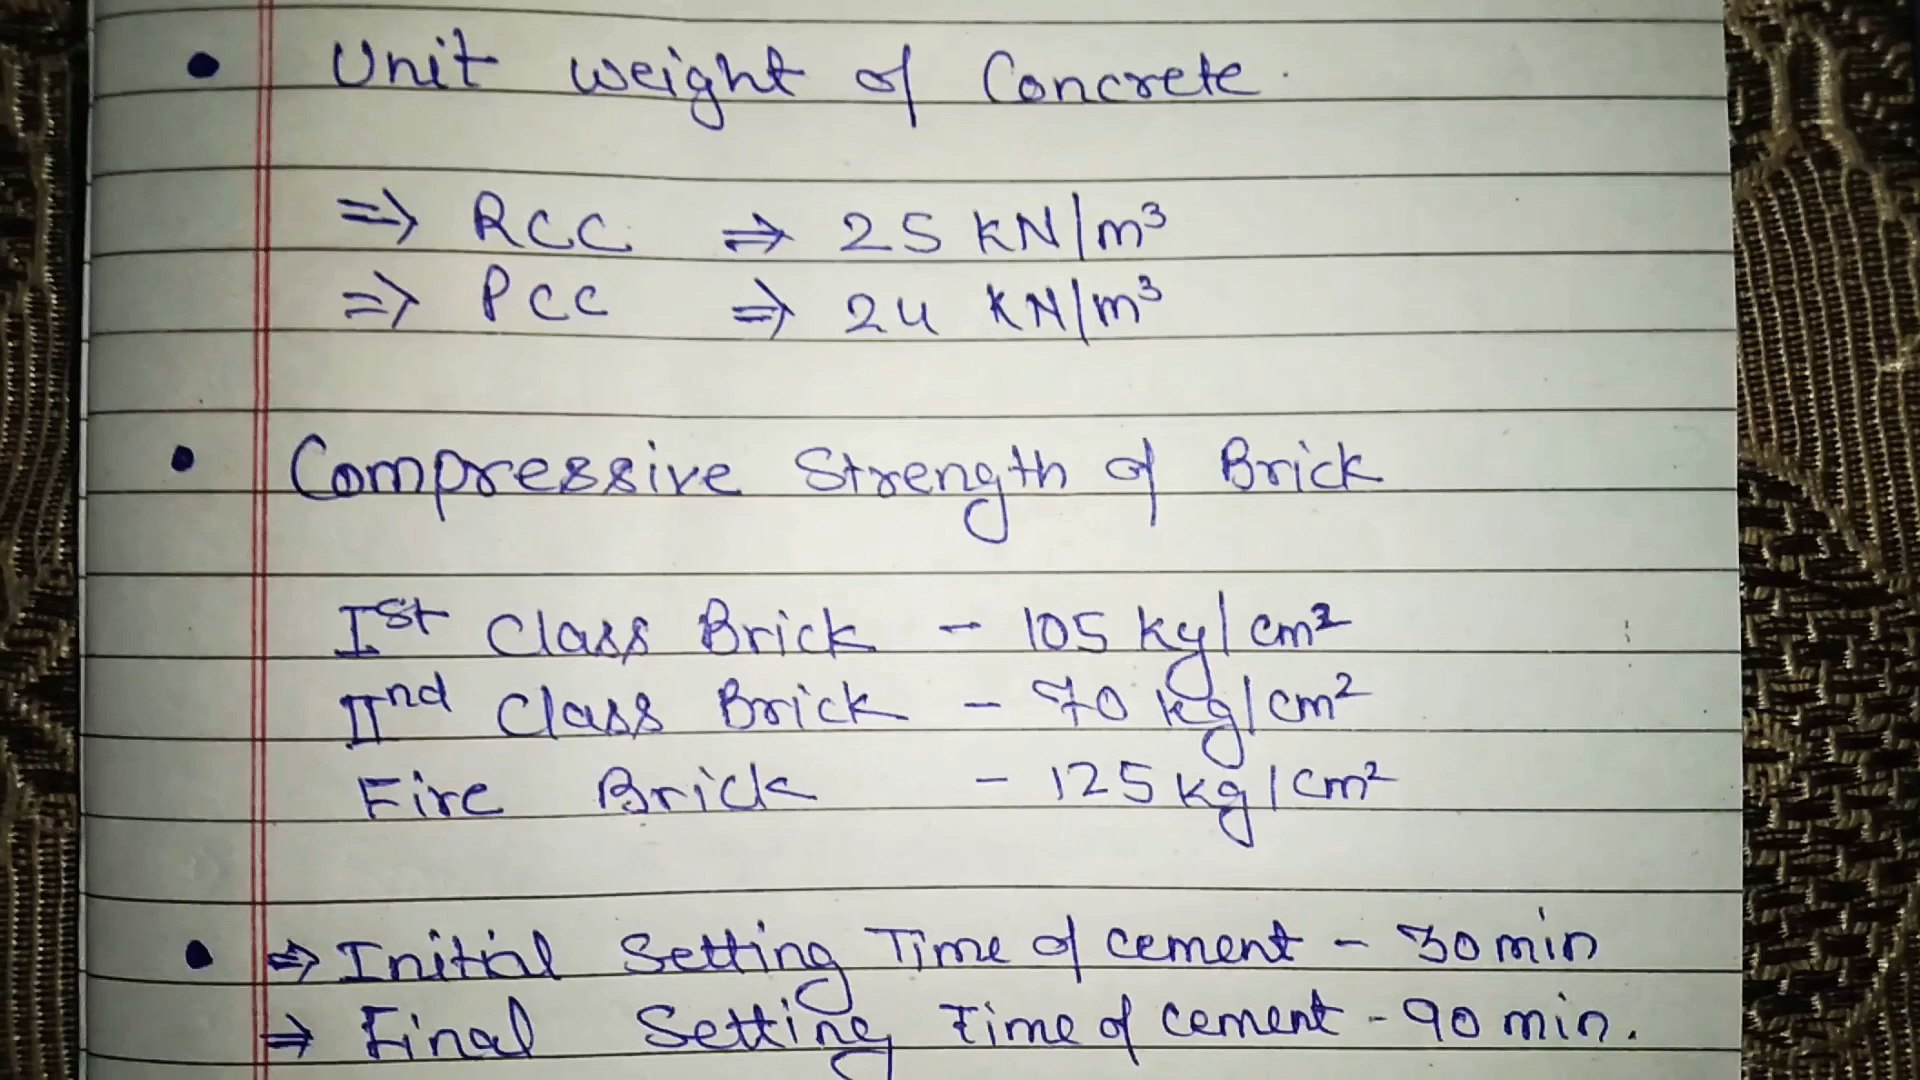 • Unit weight of Concrete.
⇒ RCC ⇒ 25 KN/m³
⇒ PCC ⇒ 24 KN/m³
• Compressive Strength of Brick
Iˢᵗ Class Brick - 105 kg/cm²
IIⁿᵈ Class Brick - 70 kg/cm²
Fire Brick - 125 kg/cm²
• ⇒ Initial Setting Time of cement - 30 min
⇒ Final Setting Time of cement - 90 min.